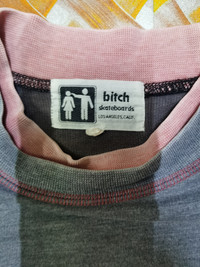 bitch
skateboards
LOS ANGELES, CALIF.